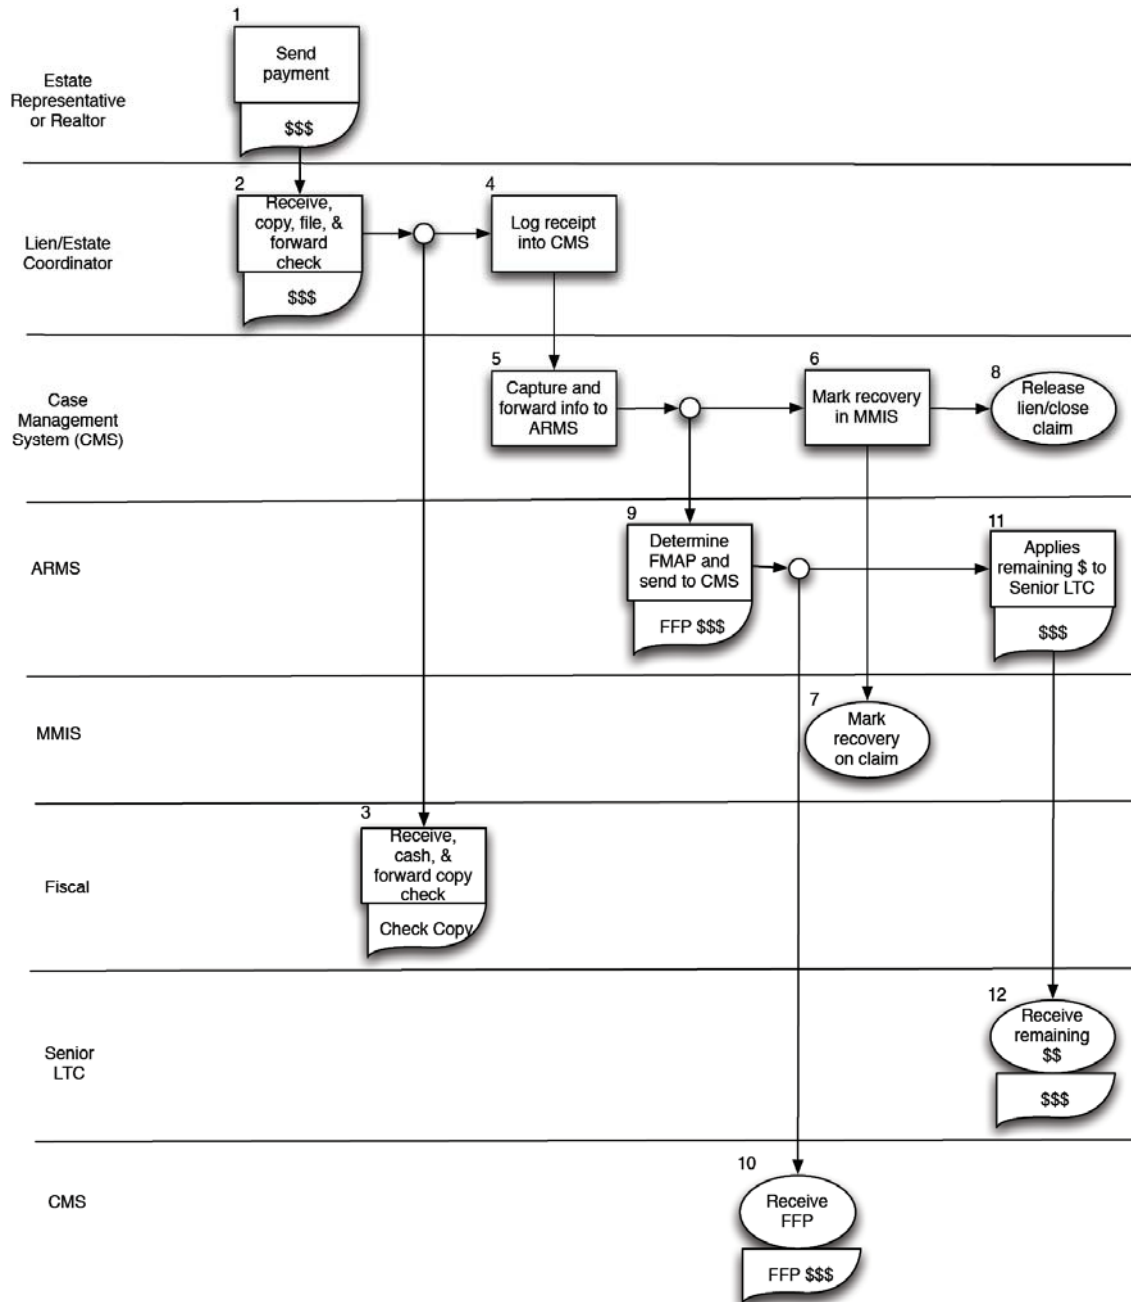 1
Send
payment
$$$
Estate
Representative
or Realtor
2
Receive,
copy, file, &
forward
check
$$$
4
Log receipt
into CMS
Lien/Estate
Coordinator
5
Capture and
forward info to
ARMS
6
Mark recovery
in MMIS
8
Release
lien/close
claim
Case
Management
System (CMS)
9
Determine
FMAP and
send to CMS
FFP $$$
11
Applies
remaining $ to
Senior LTC
$$$
ARMS
7
Mark
recovery
on claim
MMIS
3
Receive,
cash, &
forward copy
check
Check Copy
Fiscal
12
Receive
remaining
$$
$$$
Senior
LTC
10
Receive
FFP
FFP $$$
CMS